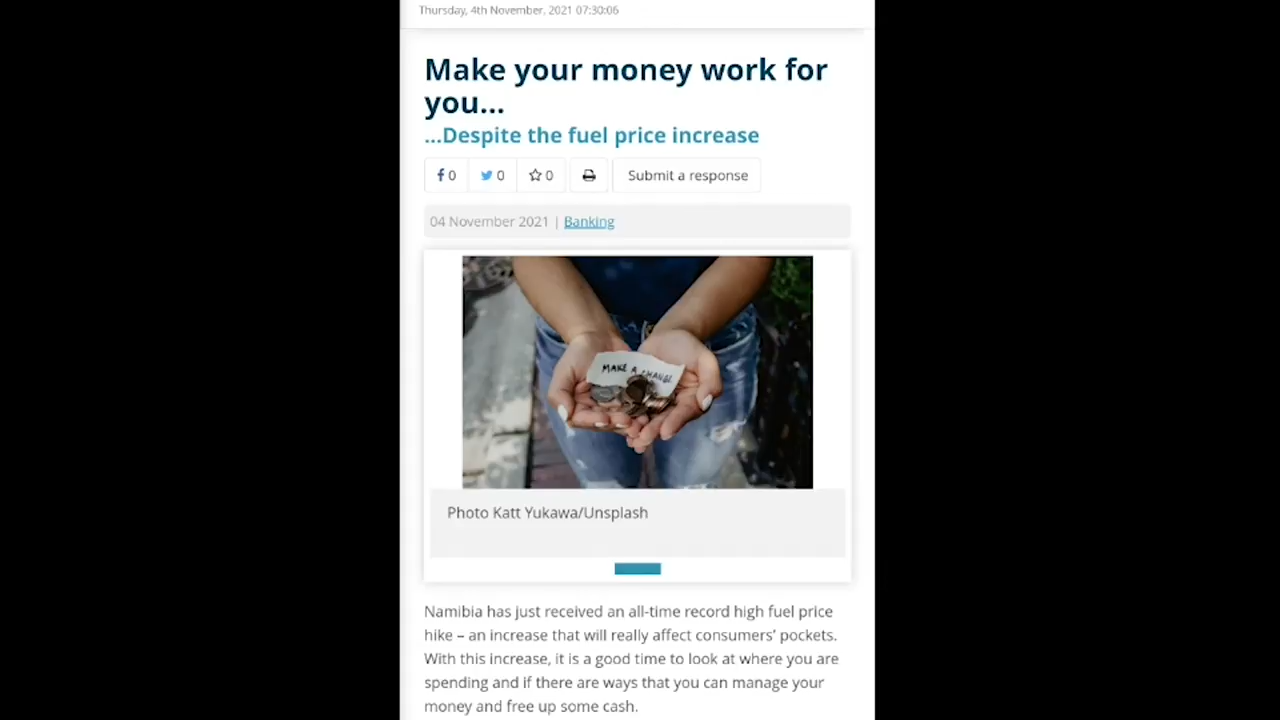 Thursday, 4th November, 2021 07:30:06
Make your money work for
you...
...Despite the fuel price increase
0 0 0 Submit a response
04 November 2021 | Banking
MAKE A CHANGE
Photo Katt Yukawa/Unsplash
Namibia has just received an all-time record high fuel price
hike – an increase that will really affect consumers' pockets.
With this increase, it is a good time to look at where you are
spending and if there are ways that you can manage your
money and free up some cash.